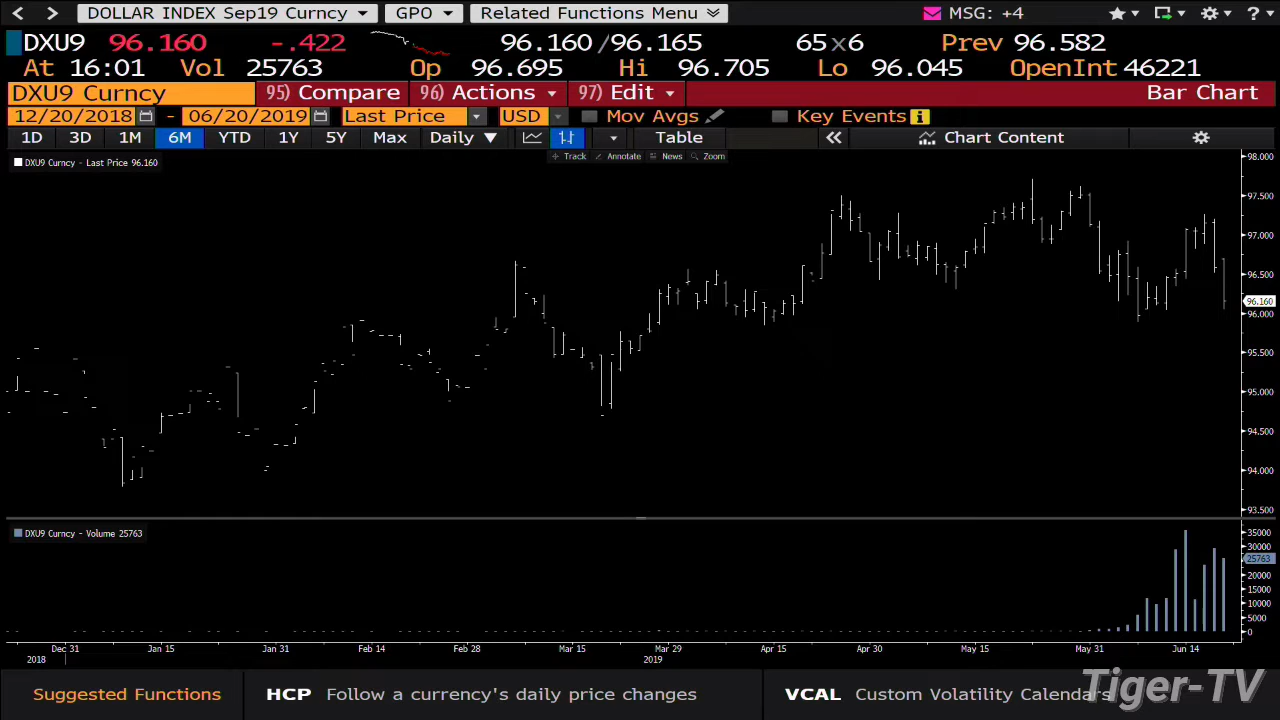 DOLLAR INDEX Sep19 Curncy GPO Related Functions Menu MSG: +4 ?
DXU9 96.160 -.422 96.160 /96.165 65x6 Prev 96.582
At 16:01 Vol 25763 Op 96.695 Hi 96.705 Lo 96.045 OpenInt 46221
DXU9 Curncy 95) Compare 96) Actions 97) Edit Bar Chart
12/20/2018 - 06/20/2019 Last Price USD Mov Avgs Key Events
1D 3D 1M 6M YTD 1Y 5Y Max Daily Table Chart Content
Track Annotate News Zoom
DXU9 Curncy - Last Price 96.160
98.000
97.500
97.000
96.500
96.160
96.000
95.500
95.000
94.500
94.000
93.500
DXU9 Curncy - Volume 25763
35000
30000
25763
20000
15000
10000
5000
0
Dec 31 Jan 15 Jan 31 Feb 14 Feb 28 Mar 15 Mar 29 Apr 15 Apr 30 May 15 May 31 Jun 14
2018 2019
Suggested Functions HCP Follow a currency's daily price changes VCAL Custom Volatility Calendars
Tiger-TV